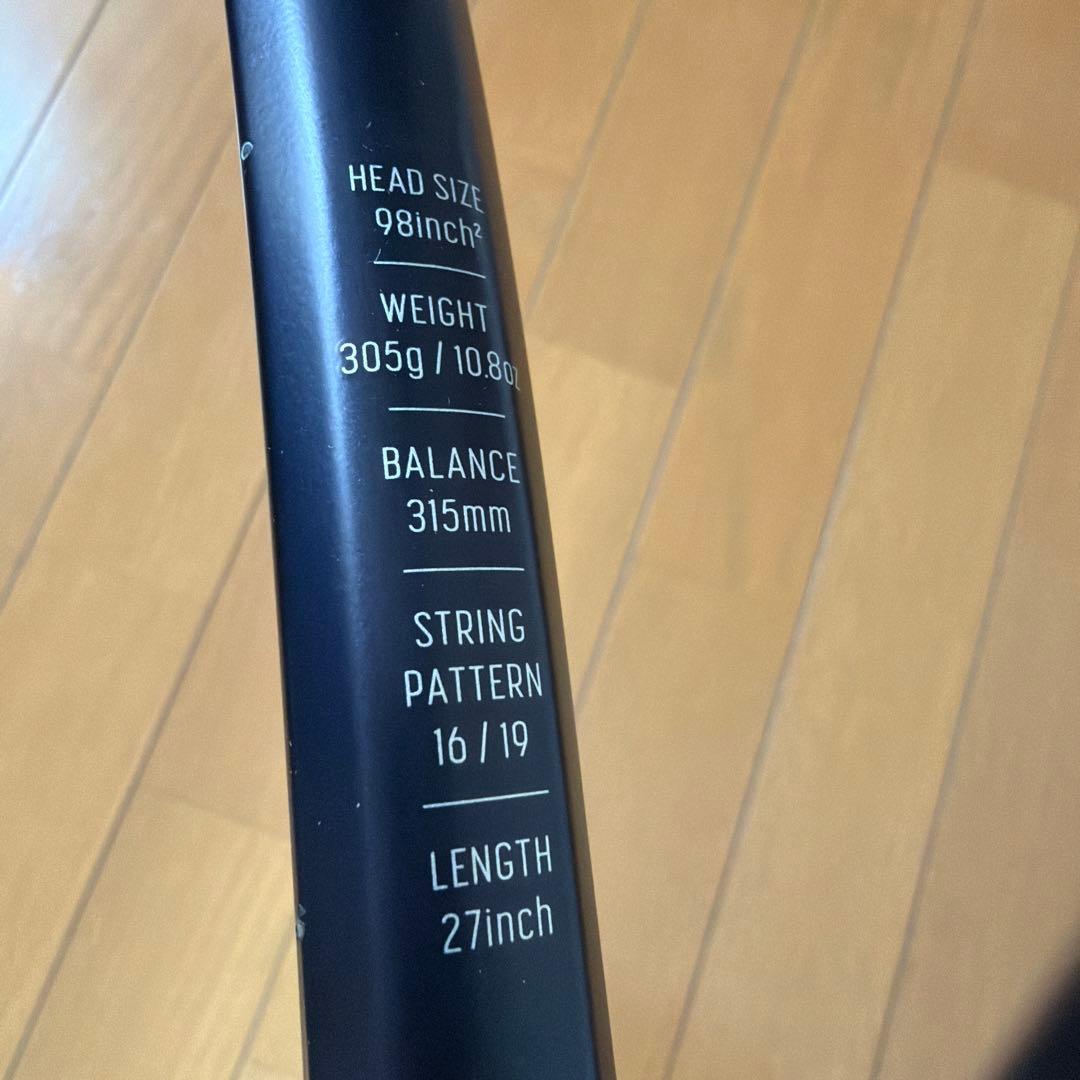 HEAD SIZE
98inch²
WEIGHT
305g / 10.8oz
BALANCE
315mm
STRING
PATTERN
16 / 19
LENGTH
27inch